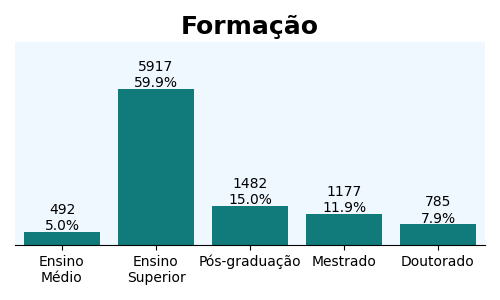 Formação
492
5.0%
5917
59.9%
1482
15.0%
1177
11.9%
785
7.9%
Ensino
Médio
Ensino
Superior
Pós-graduação
Mestrado
Doutorado